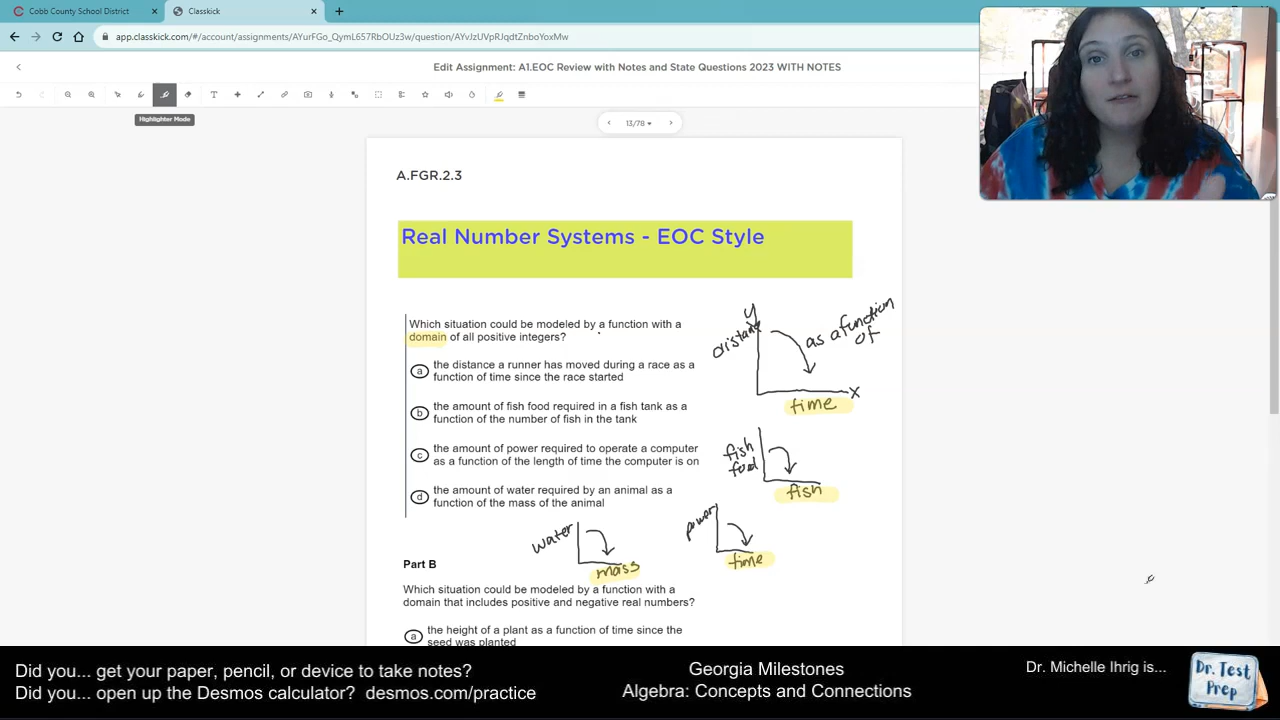 Cobb County School District
Classkick
app.classkick.com/#/account/assignments/AYurFGo_QymL657RbOUz3w/question/AYvJzUVpRJqdtZnboYoxMw
Edit Assignment: A1.EOC Review with Notes and State Questions 2023 WITH NOTES
Highlighter Mode
13/78
A.FGR.2.3
Real Number Systems - EOC Style
Which situation could be modeled by a function with a
domain of all positive integers?
a the distance a runner has moved during a race as a
function of time since the race started
b the amount of fish food required in a fish tank as a
function of the number of fish in the tank
c the amount of power required to operate a computer
as a function of the length of time the computer is on
d the amount of water required by an animal as a
function of the mass of the animal
y
distance
as a function
of
x
time
fish
food
fish
power
time
water
mass
Part B
Which situation could be modeled by a function with a
domain that includes positive and negative real numbers?
a the height of a plant as a function of time since the
seed was planted
Did you... get your paper, pencil, or device to take notes?
Did you... open up the Desmos calculator? desmos.com/practice
Georgia Milestones
Algebra: Concepts and Connections
Dr. Michelle Ihrig is...
Dr. Test
Prep